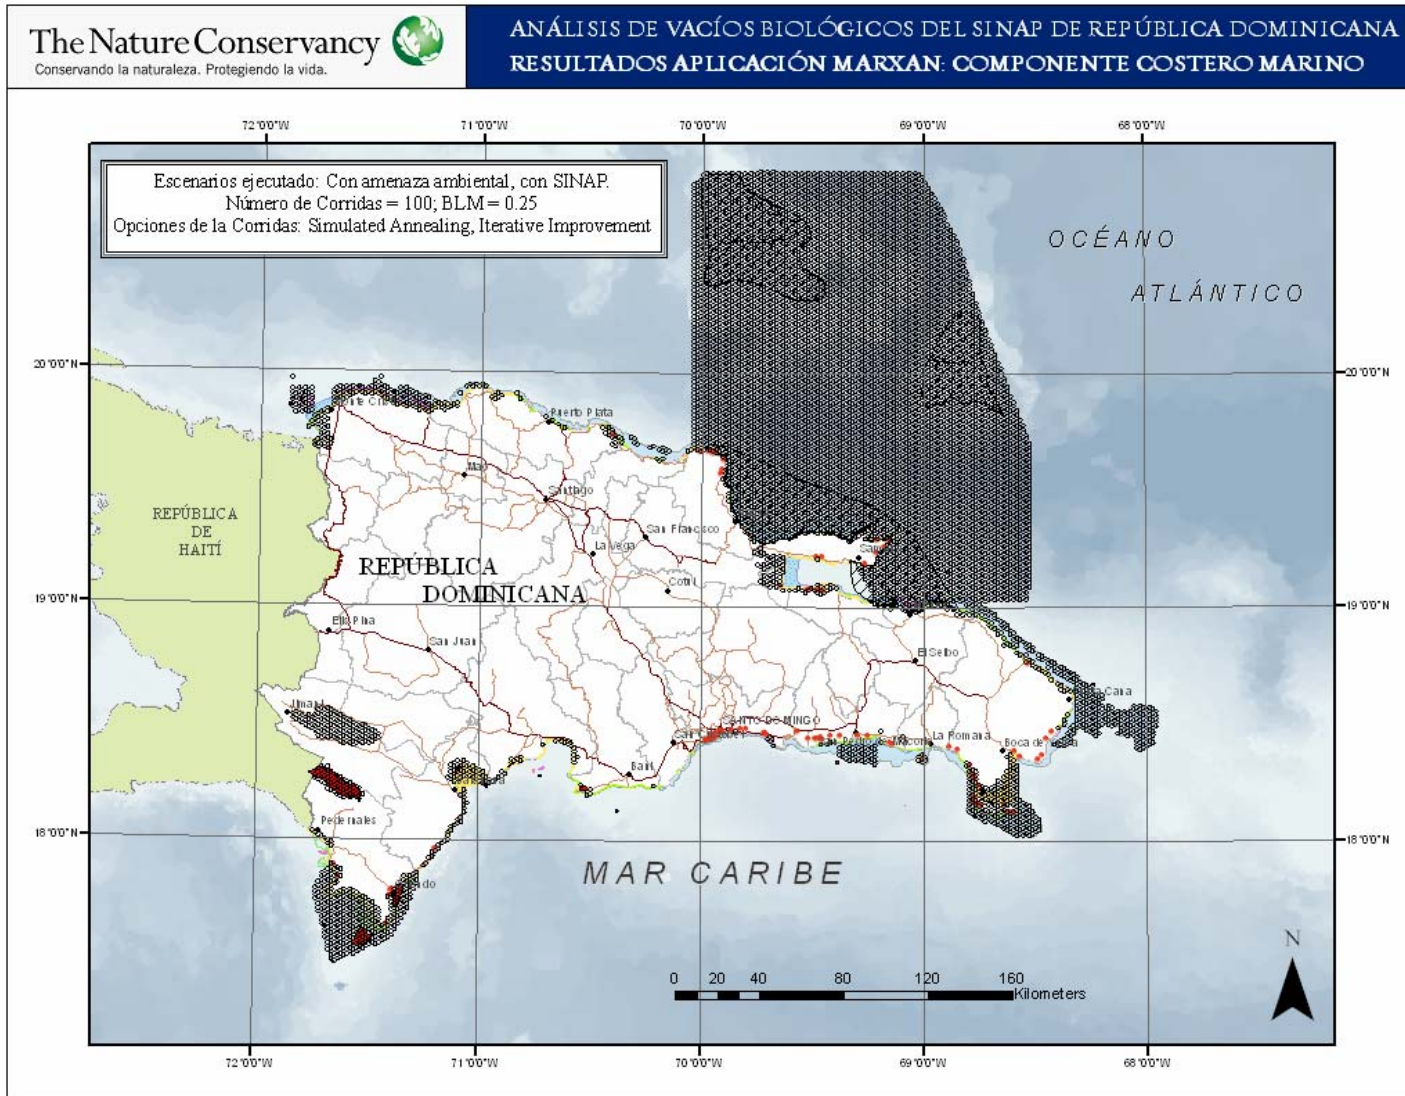 The Nature Conservancy
Conservando la naturaleza. Protegiendo la vida.
ANÁLISIS DE VACÍOS BIOLÓGICOS DEL SINAP DE REPÚBLICA DOMINICANA
RESULTADOS APLICACIÓN MARXAN: COMPONENTE COSTERO MARINO
72°0'0"W 71°0'0"W 70°0'0"W 69°0'0"W 68°0'0"W
Escenarios ejecutado: Con amenaza ambiental, con SINAP.
Número de Corridas = 100; BLM = 0.25
Opciones de la Corridas: Simulated Annealing, Iterative Improvement
OCÉANO
ATLÁNTICO
20°0'0"N 20°0'0"N
Puerto Plata
Mao
Santiago
REPÚBLICA
DE
HAITÍ
San Francisco
La Vega
REPÚBLICA
DOMINICANA
Cotui
19°0'0"N 19°0'0"N
San Juan
El Seibo
Jimani
SANTO DOMINGO
La Romana
Boca de
Bani
Pedernales
18°0'0"N 18°0'0"N
MAR CARIBE
N
0 20 40 80 120 160
Kilometers
72°0'0"W 71°0'0"W 70°0'0"W 69°0'0"W 68°0'0"W